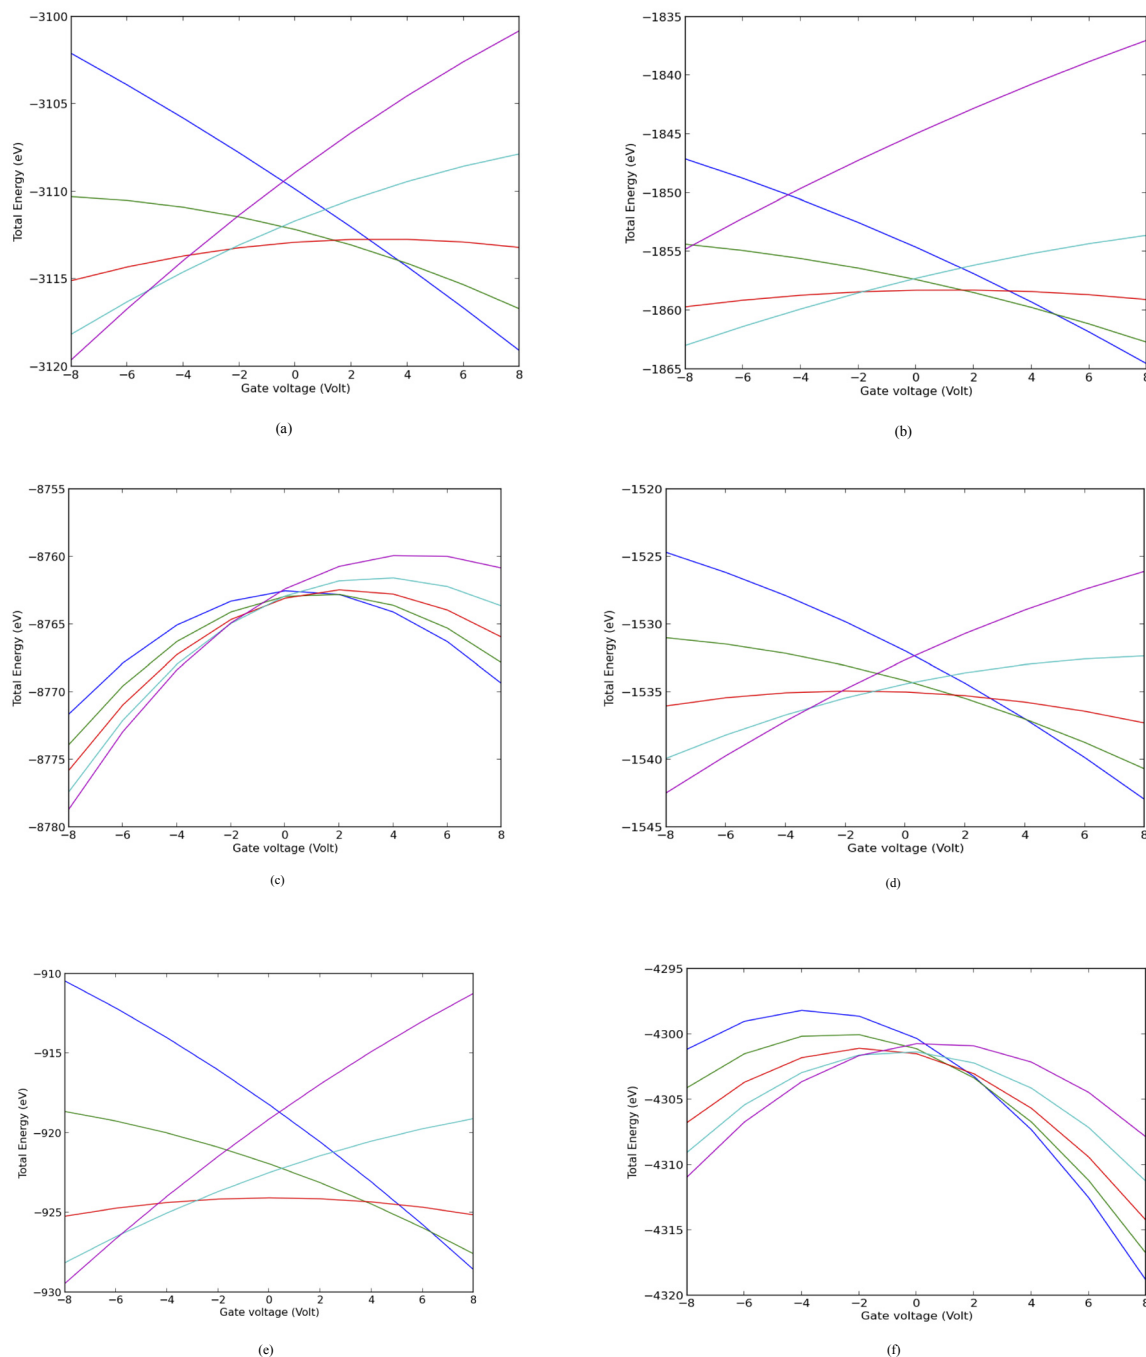 −3100
−3105
−3110
−3115
−3120
Total Energy (eV)
−8 −6 −4 −2 0 2 4 6 8
Gate voltage (Volt)
(a)
−1835
−1840
−1845
−1850
−1855
−1860
−1865
Total Energy (eV)
−8 −6 −4 −2 0 2 4 6 8
Gate voltage (Volt)
(b)
−8755
−8760
−8765
−8770
−8775
−8780
Total Energy (eV)
−8 −6 −4 −2 0 2 4 6 8
Gate voltage (Volt)
(c)
−1520
−1525
−1530
−1535
−1540
−1545
Total Energy (eV)
−8 −6 −4 −2 0 2 4 6 8
Gate voltage (Volt)
(d)
−910
−915
−920
−925
−930
Total Energy (eV)
−8 −6 −4 −2 0 2 4 6 8
Gate voltage (Volt)
(e)
−4295
−4300
−4305
−4310
−4315
−4320
Total Energy (eV)
−8 −6 −4 −2 0 2 4 6 8
Gate voltage (Volt)
(f)